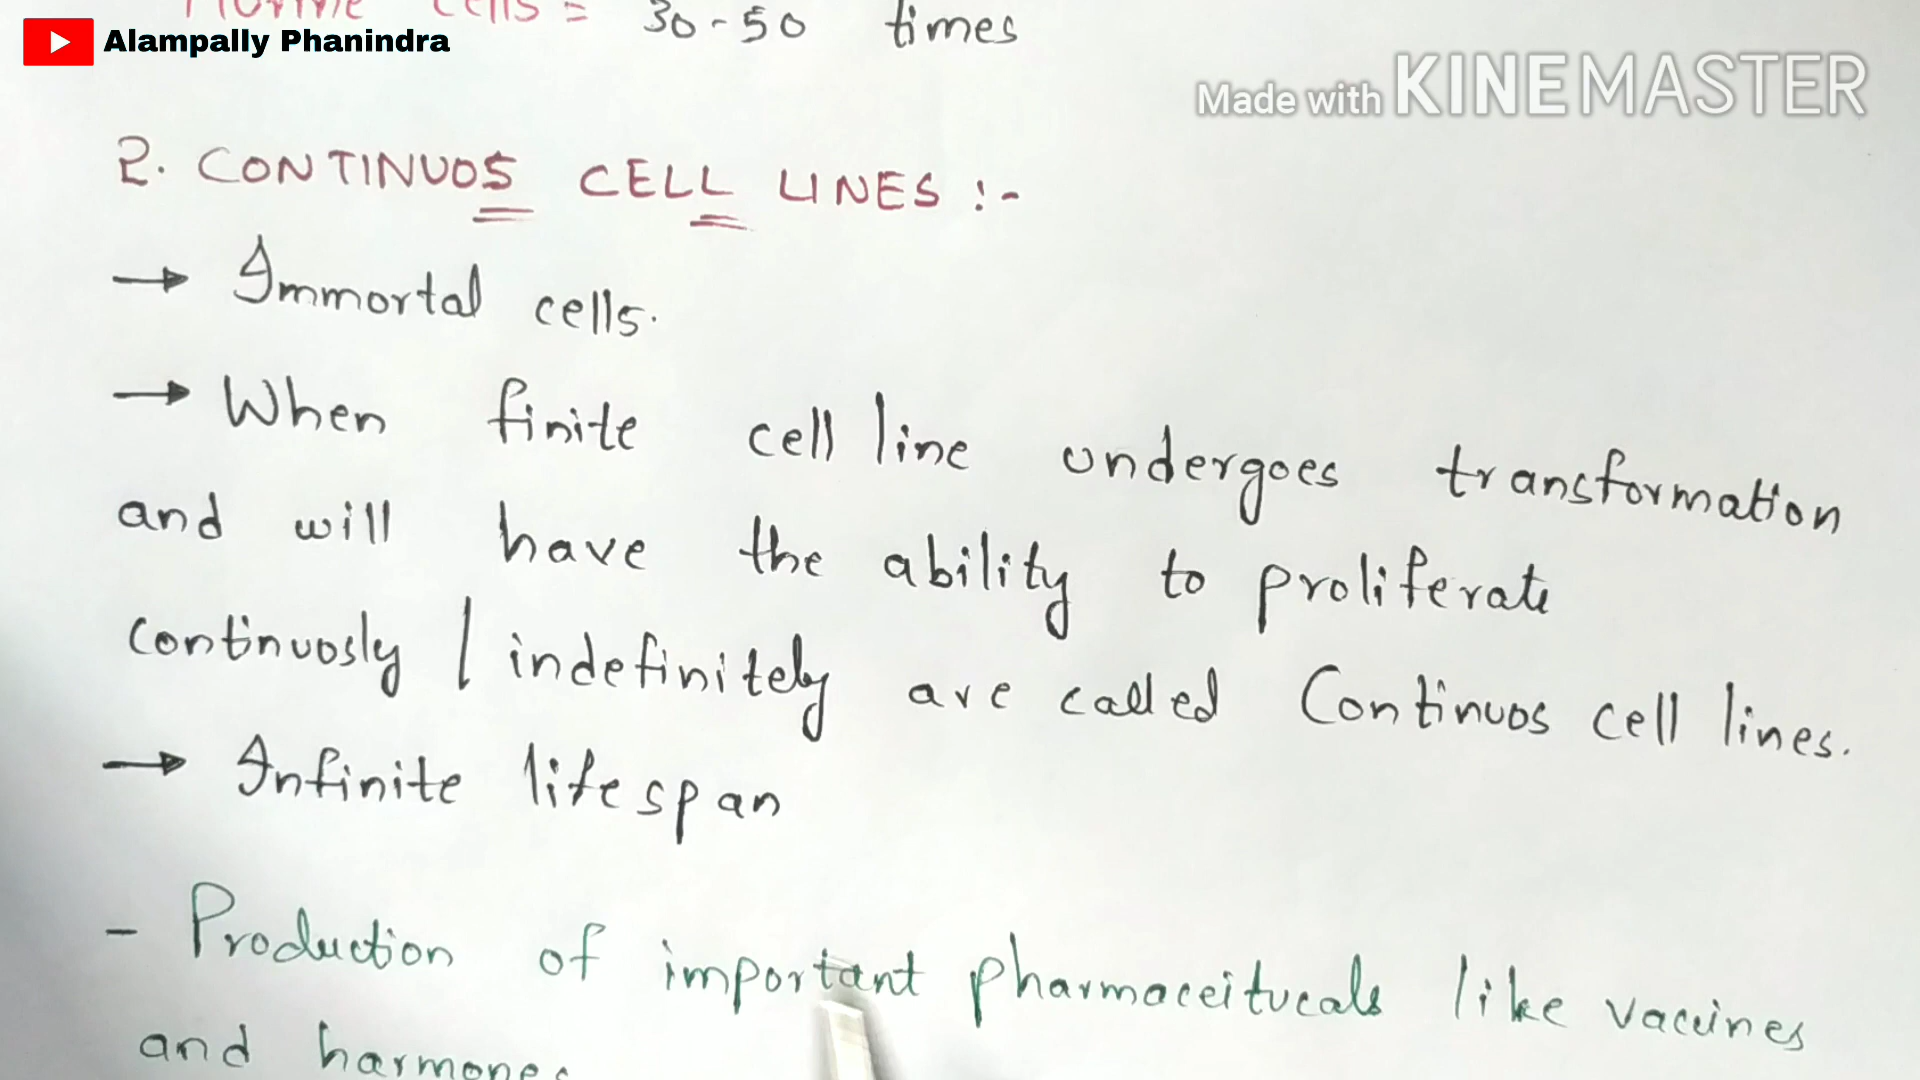 cells = 30-50 times
Alampally Phanindra
Made with KINEMASTER
2. CONTINUOS CELL LINES :-
→ Immortal cells.
→ When finite cell line undergoes transformation
and will have the ability to proliferate
continuosly / indefinitely are called Continuos cell lines.
→ Infinite lifespan
- Production of important pharmaceitucals like vaccines
and harmones